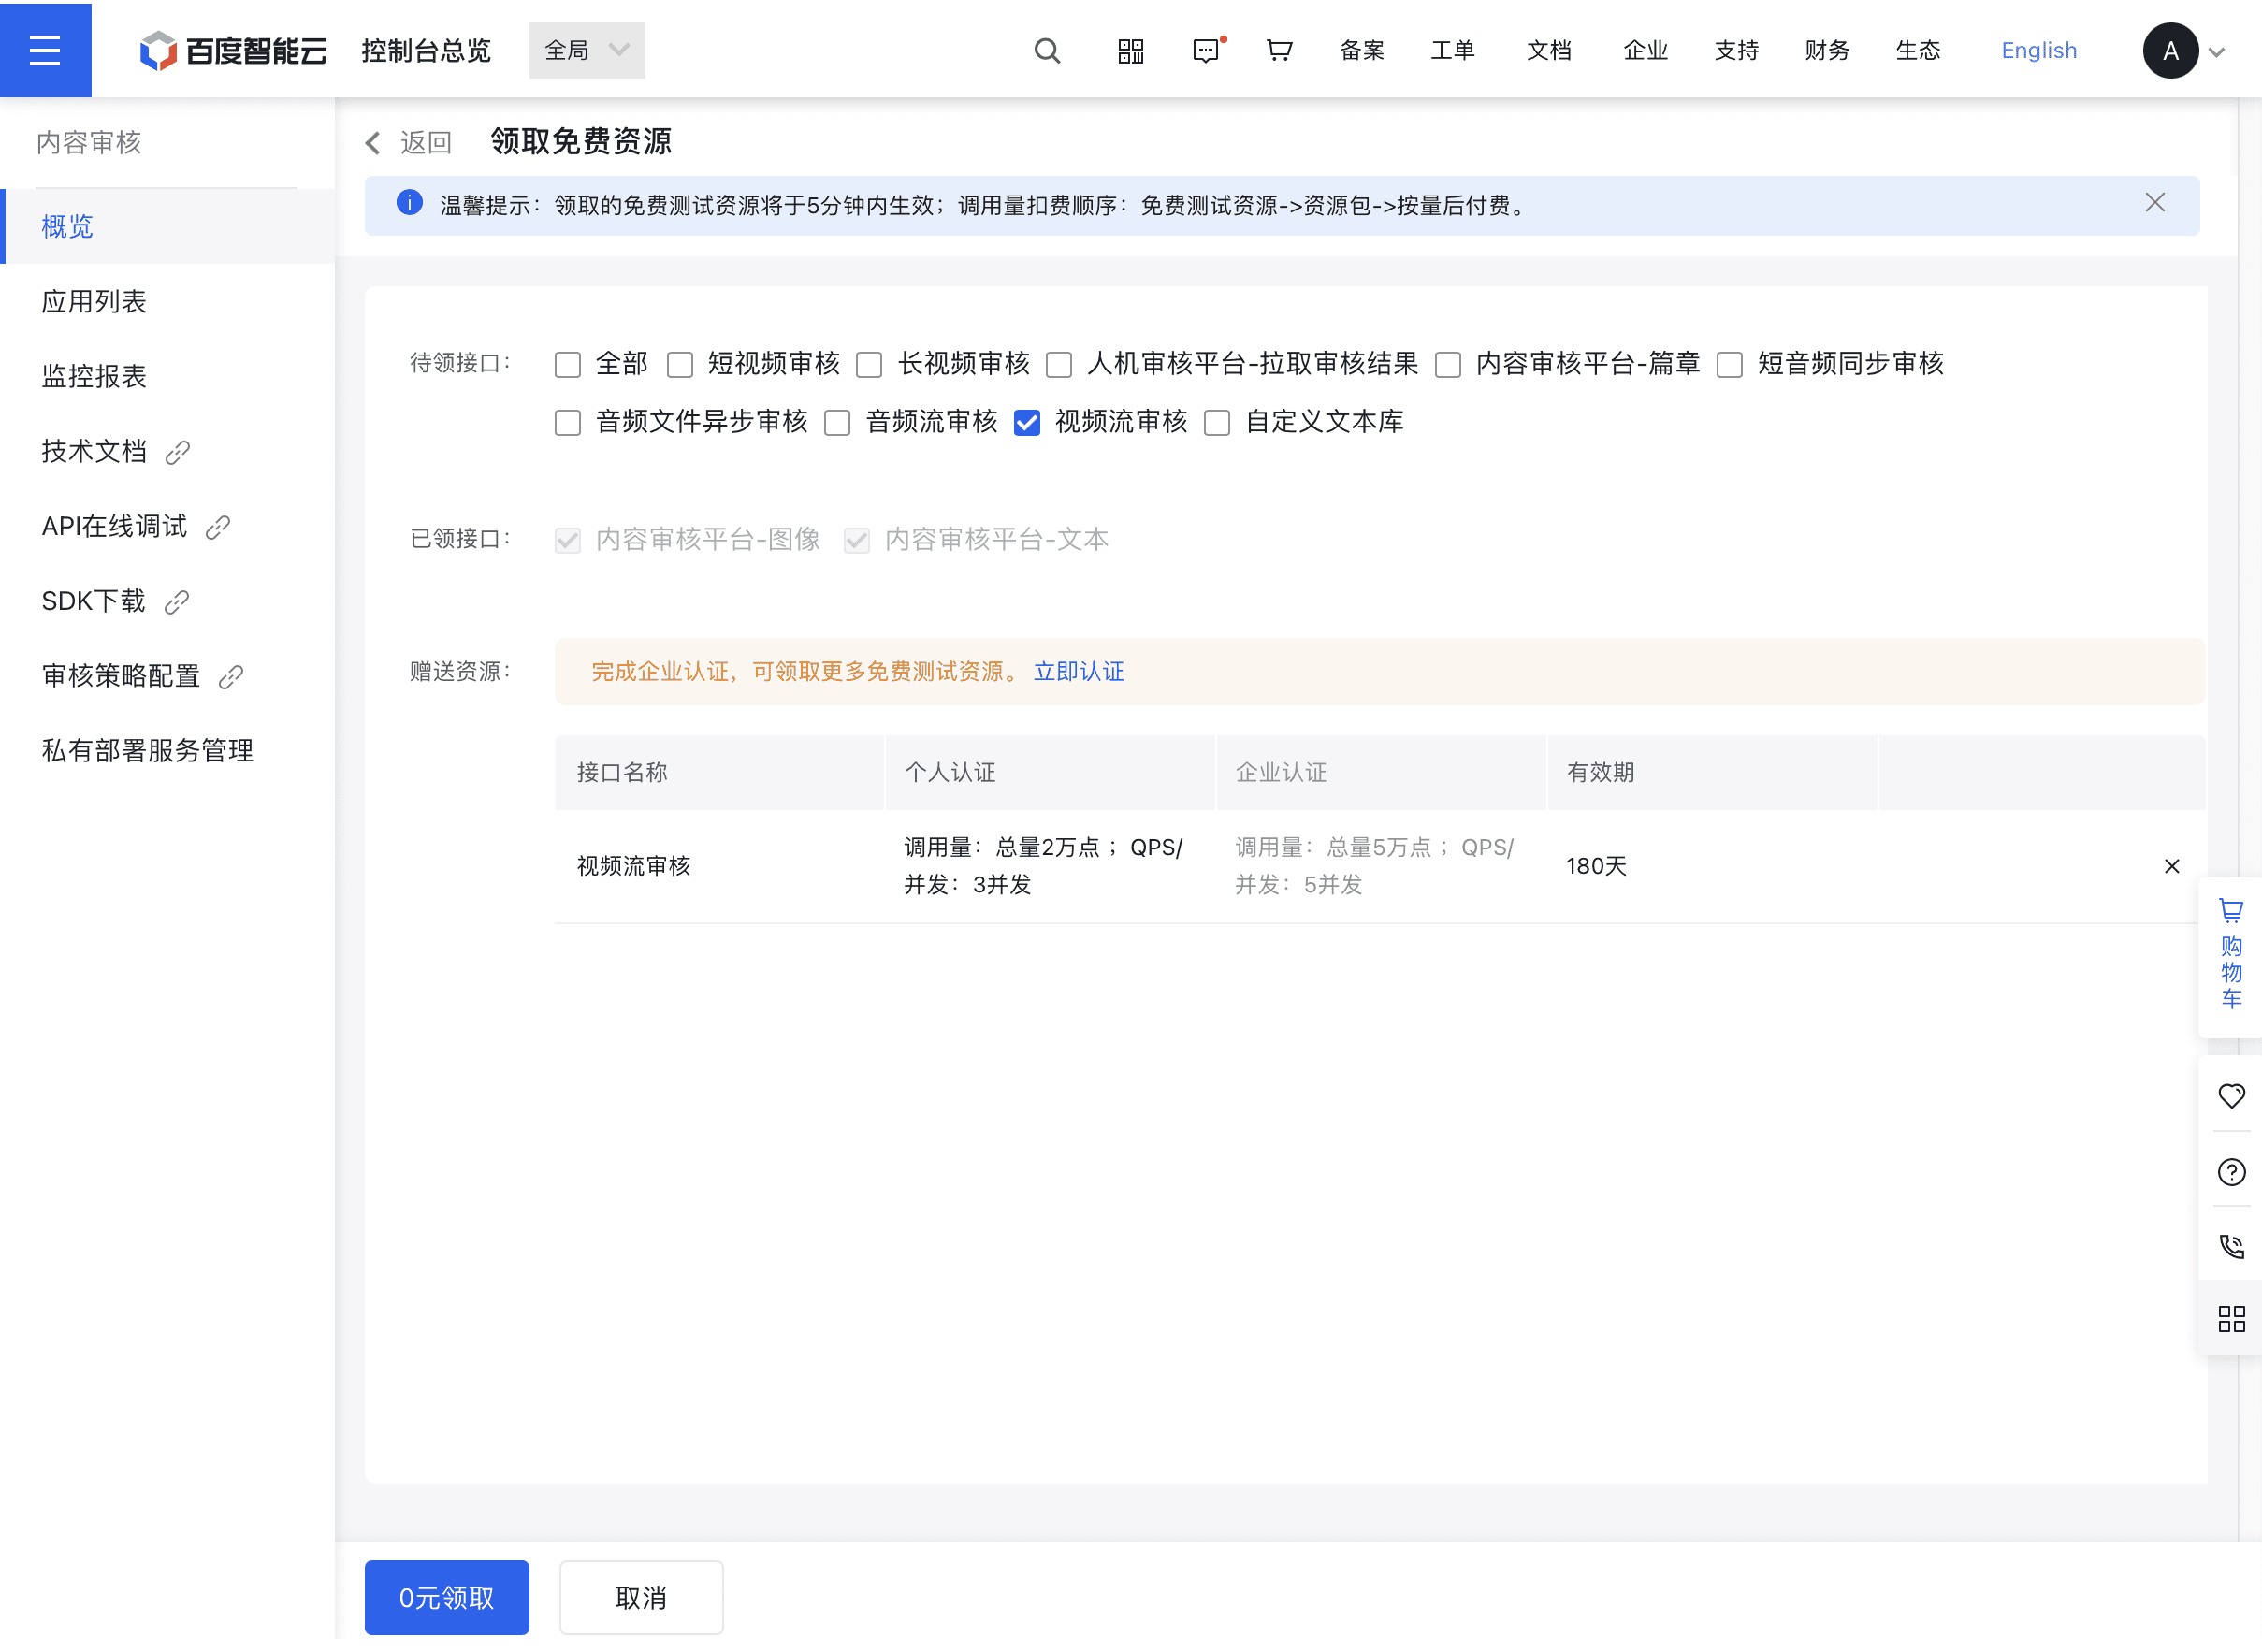 百度智能云 控制台总览 全局 备案 工单 文档 企业 支持 财务 生态 English A
内容审核
概览
应用列表
监控报表
技术文档
API在线调试
SDK下载
审核策略配置
私有部署服务管理
返回 领取免费资源
温馨提示：领取的免费测试资源将于5分钟内生效；调用量扣费顺序：免费测试资源->资源包->按量后付费。
待领接口： 全部 短视频审核 长视频审核 人机审核平台-拉取审核结果 内容审核平台-篇章 短音频同步审核
音频文件异步审核 音频流审核 视频流审核 自定义文本库
已领接口： 内容审核平台-图像 内容审核平台-文本
赠送资源： 完成企业认证，可领取更多免费测试资源。 立即认证
接口名称 个人认证 企业认证 有效期
视频流审核 调用量：总量2万点；QPS/
并发：3并发
调用量：总量5万点；QPS/
并发：5并发
180天
购
物
车
0元领取 取消